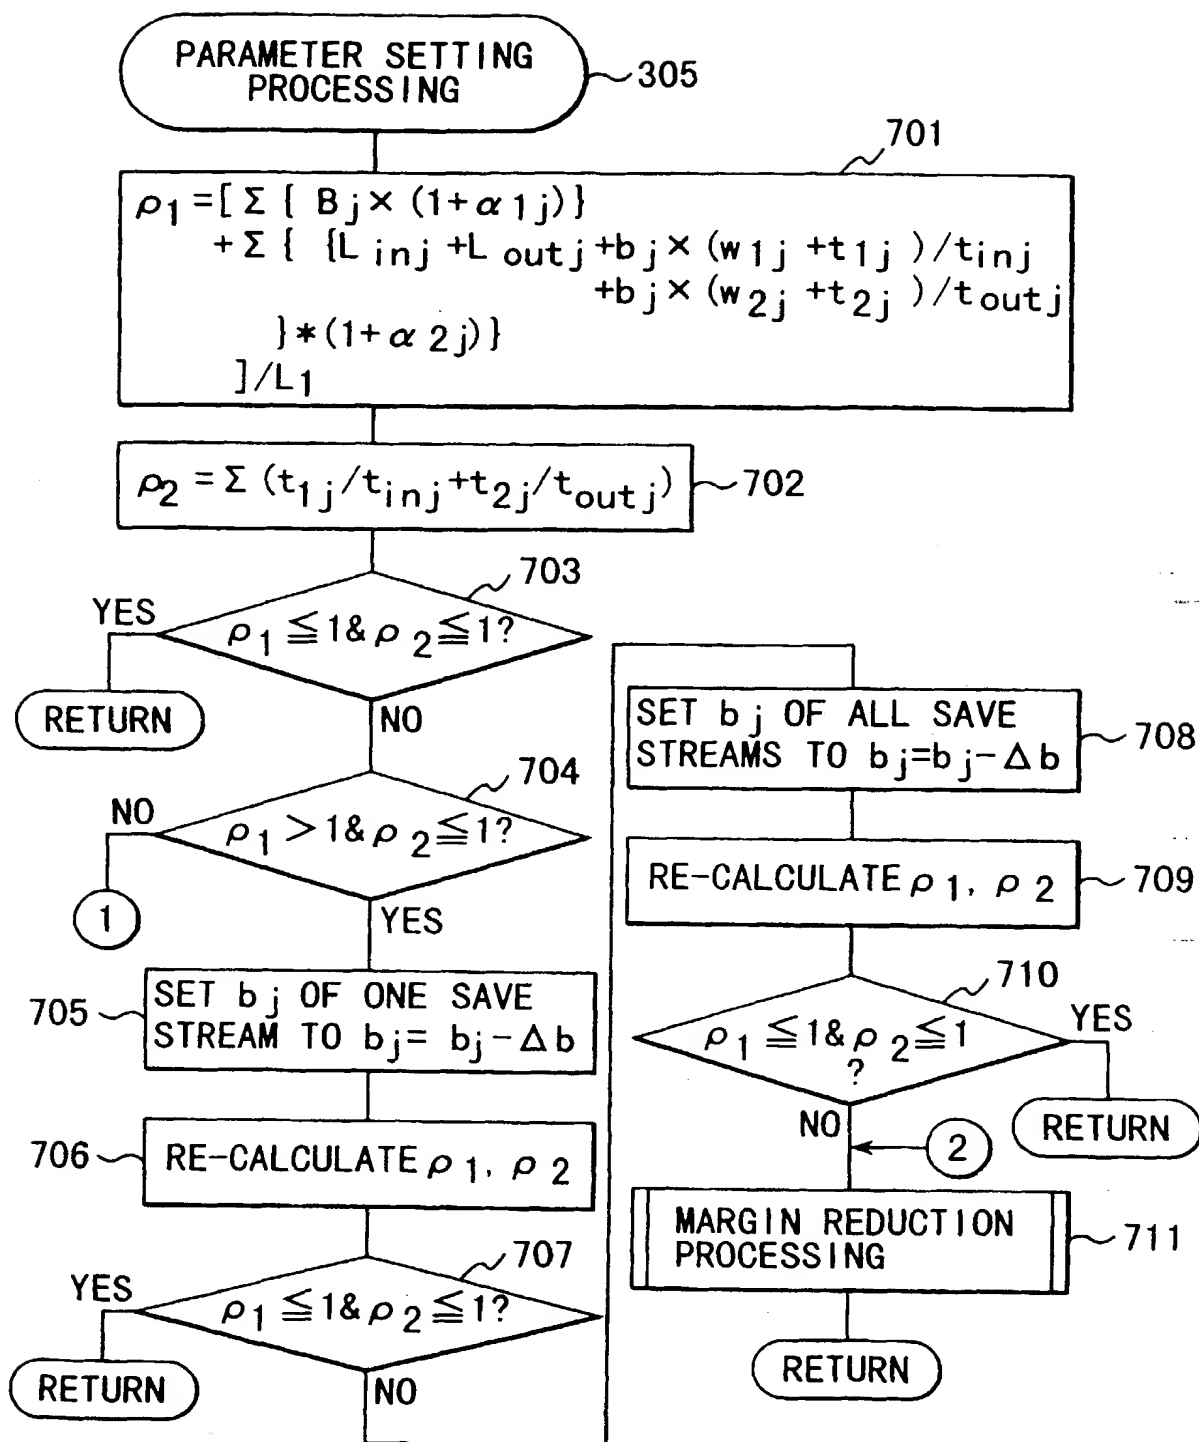 PARAMETER SETTING
PROCESSING
305
701
ρ1 =[ Σ { Bj × (1+α1j)}
+Σ{ {Linj +Loutj +bj × (w1j +t1j )/tinj
+bj × (w2j +t2j )/toutj
}*(1+α2j)}
]/L1
ρ2 = Σ (t1j/tinj+t2j/toutj)
702
703
YES
ρ1 ≦ 1& ρ2 ≦ 1?
RETURN
NO
704
NO
ρ1 > 1& ρ2 ≦ 1?
1
YES
705
SET bj OF ONE SAVE
STREAM TO bj= bj-Δb
706
RE-CALCULATE ρ1, ρ2
707
YES
ρ1 ≦ 1& ρ2 ≦ 1?
RETURN
NO
SET bj OF ALL SAVE
STREAMS TO bj=bj-Δb
708
RE-CALCULATE ρ1, ρ2
709
710
ρ1 ≦ 1& ρ2 ≦ 1
?
YES
RETURN
NO
2
MARGIN REDUCTION
PROCESSING
711
RETURN